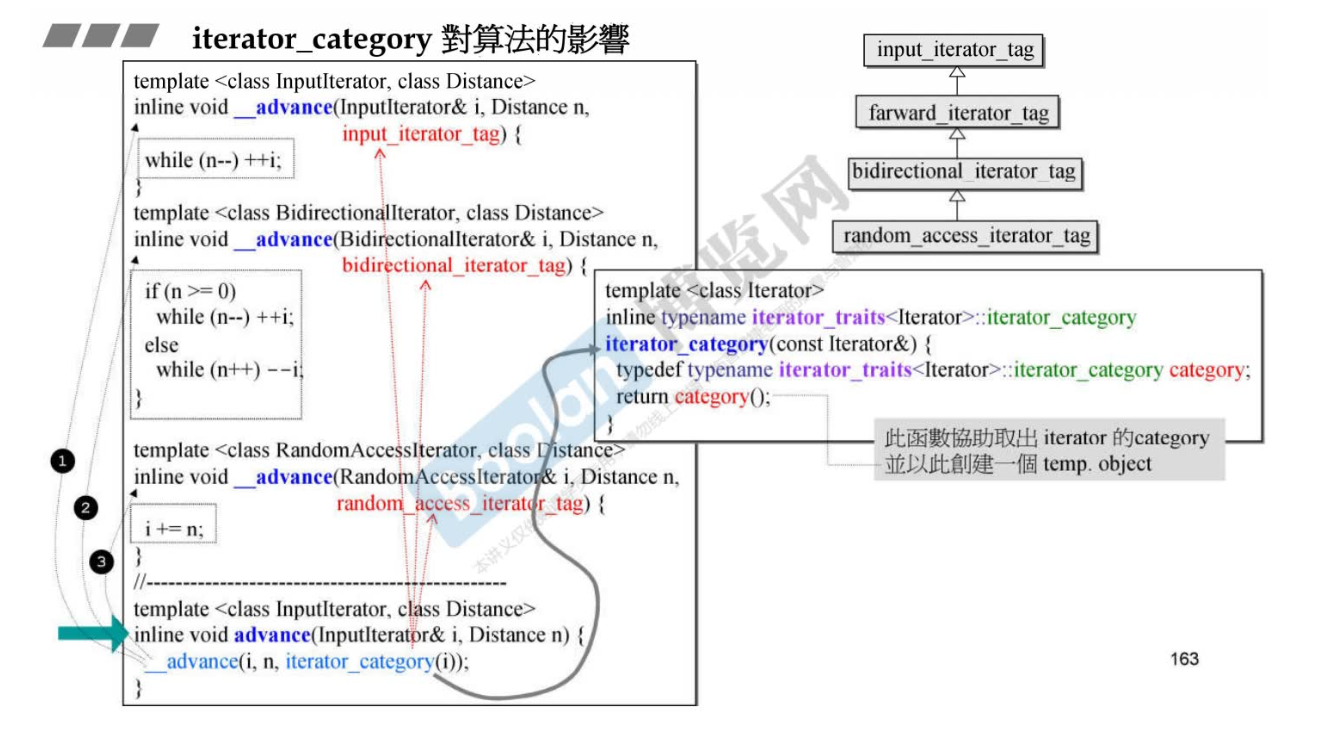 iterator_category 對算法的影響
template <class InputIterator, class Distance>
inline void __advance(InputIterator& i, Distance n,
input_iterator_tag) {
while (n--) ++i;
}
template <class BidirectionalIterator, class Distance>
inline void __advance(BidirectionalIterator& i, Distance n,
bidirectional_iterator_tag) {
if (n >= 0)
while (n--) ++i;
else
while (n++) --i;
}
template <class RandomAccessIterator, class Distance>
inline void __advance(RandomAccessIterator& i, Distance n,
random_access_iterator_tag) {
i += n;
}
//--------------------------------------------------
template <class InputIterator, class Distance>
inline void advance(InputIterator& i, Distance n) {
__advance(i, n, iterator_category(i));
}
1
2
3
input_iterator_tag
farward_iterator_tag
bidirectional_iterator_tag
random_access_iterator_tag
template <class Iterator>
inline typename iterator_traits<Iterator>::iterator_category
iterator_category(const Iterator&) {
typedef typename iterator_traits<Iterator>::iterator_category category;
return category();
}
此函數協助取出 iterator 的category
並以此創建一個 temp. object
163
boolan 博览网